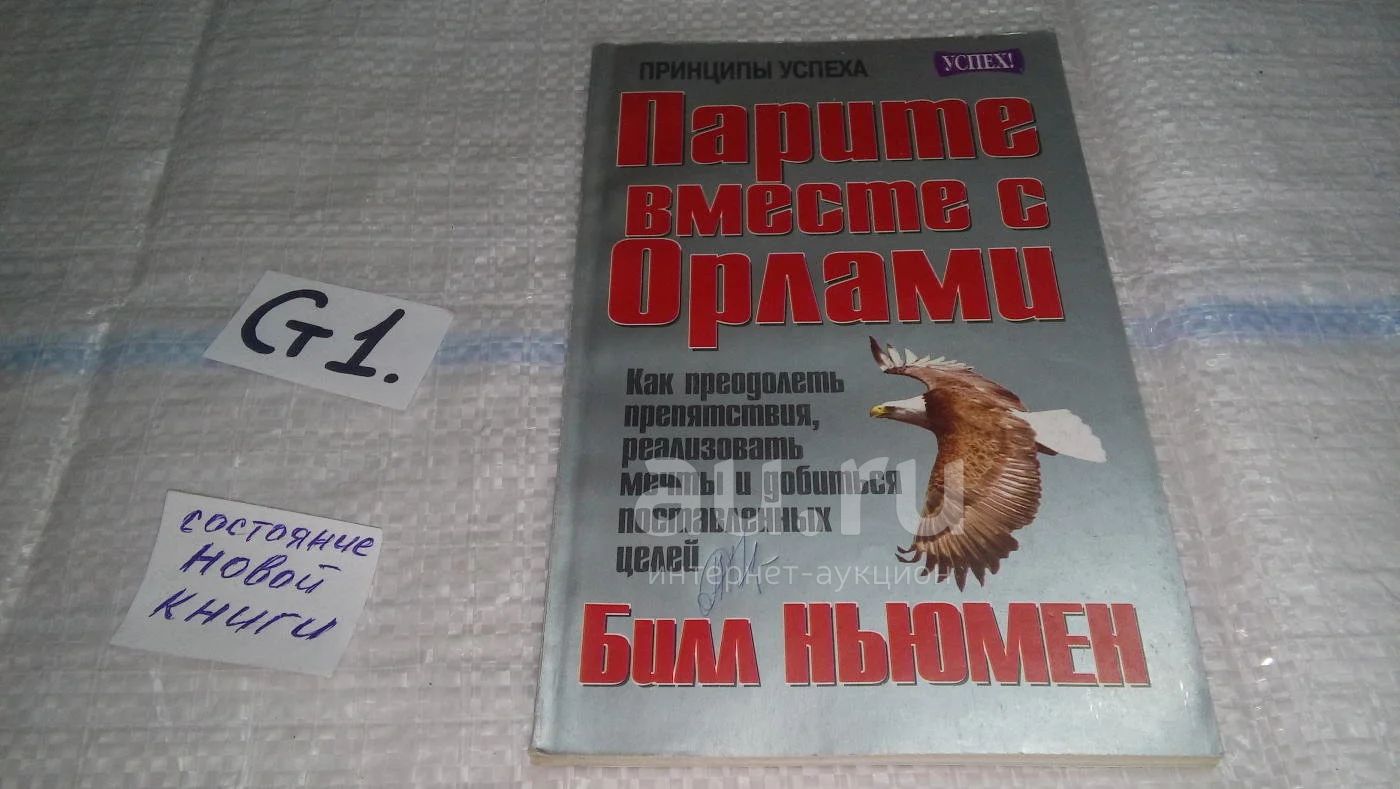 ПРИНЦИПЫ УСПЕХА
УСПЕХ!
Парите
вместе с
Орлами
Как преодолеть
препятствия,
реализовать
мечты и добиться
поставленных
целей
Билл НЬЮМЕН
Ст1.
состояние
новой
книги
au.ru
интернет-аукцион